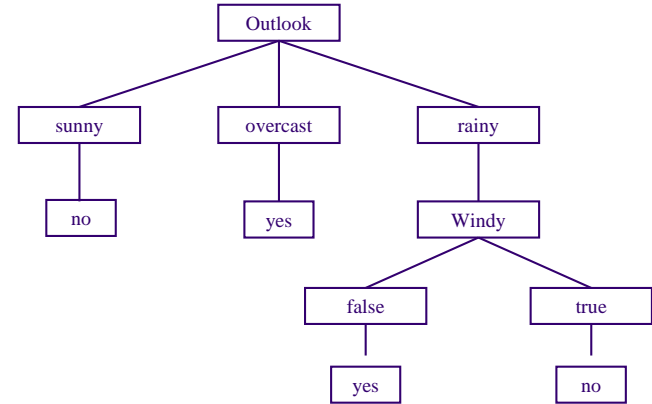 Outlook
sunny
overcast
rainy
no
yes
Windy
false
true
yes
no